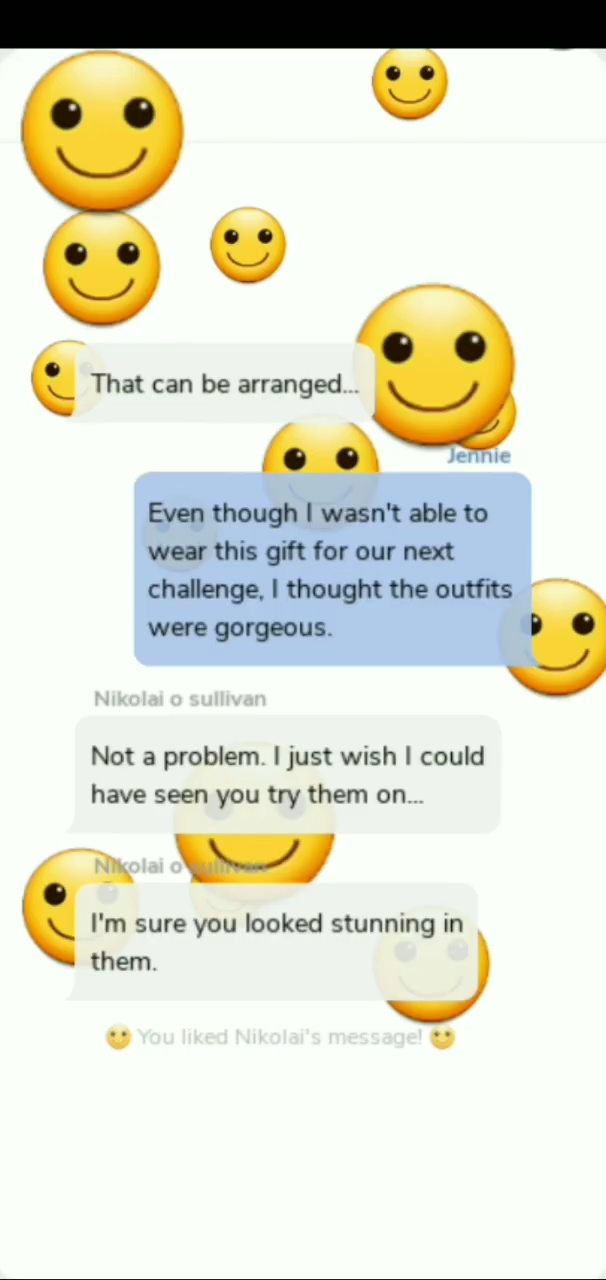 That can be arranged...
Jennie
Even though I wasn't able to
wear this gift for our next
challenge, I thought the outfits
were gorgeous.
Nikolai o sullivan
Not a problem. I just wish I could
have seen you try them on...
Nikolai o sullivan
I'm sure you looked stunning in
them.
You liked Nikolai's message!